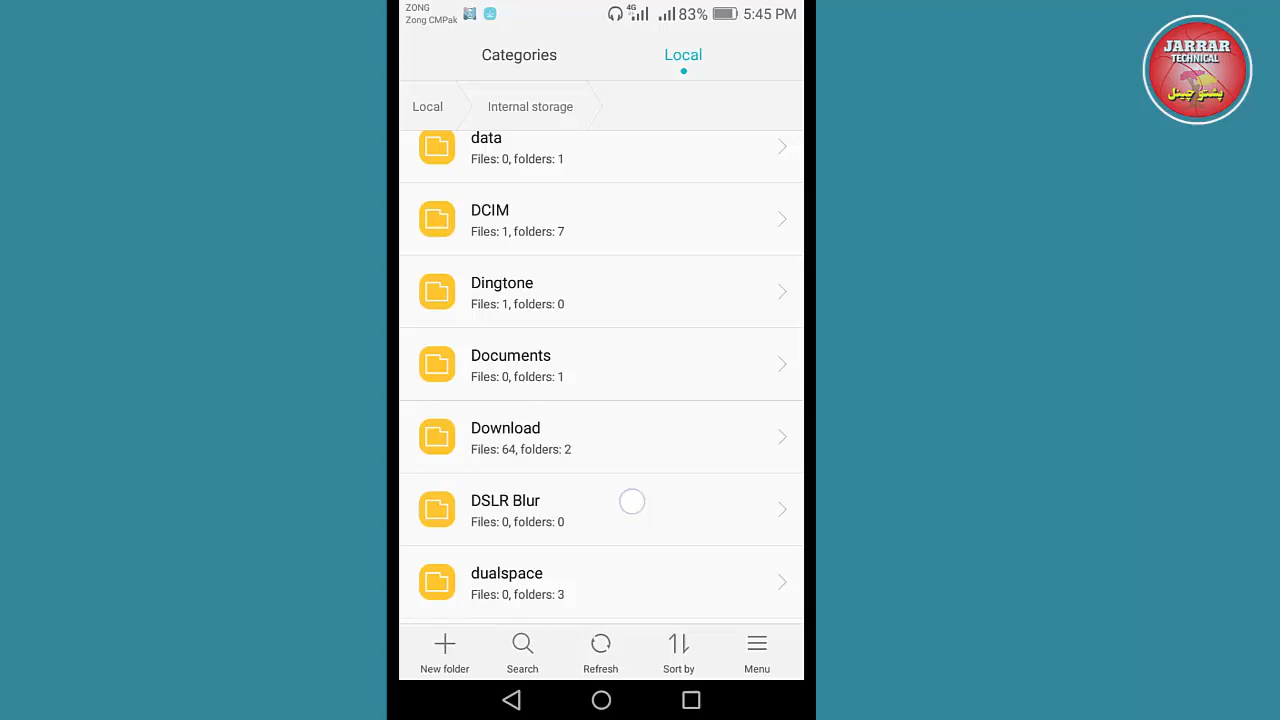 ZONG
Zong CMPak
4G
83%
5:45 PM
Categories
Local
Local
Internal storage
data
Files: 0, folders: 1
DCIM
Files: 1, folders: 7
Dingtone
Files: 1, folders: 0
Documents
Files: 0, folders: 1
Download
Files: 64, folders: 2
DSLR Blur
Files: 0, folders: 0
dualspace
Files: 0, folders: 3
New folder
Search
Refresh
Sort by
Menu
JARRAR
TECHNICAL
پشتو چینل